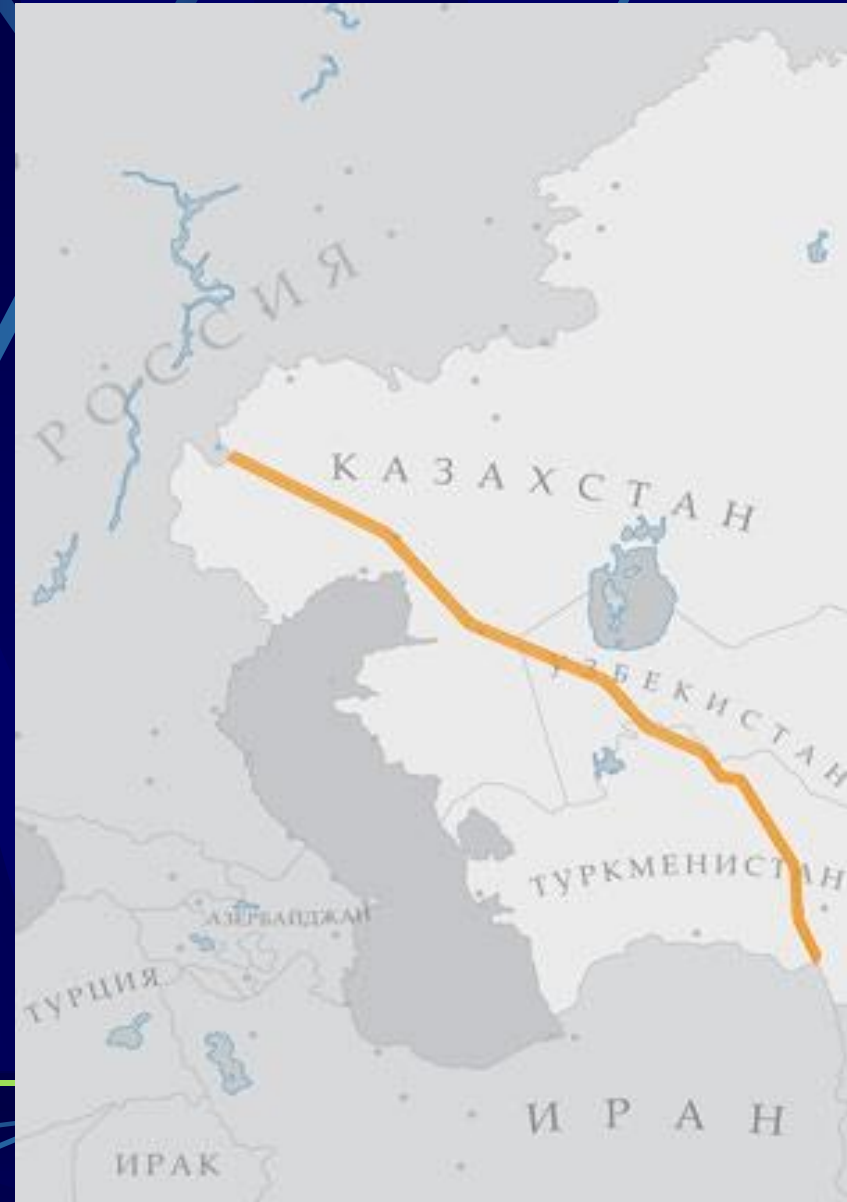 РОССИЯ
КАЗАХСТАН
УЗБЕКИСТАН
ТУРКМЕНИСТАН
АЗЕРБАЙДЖАН
ТУРЦИЯ
ИРАН
ИРАК